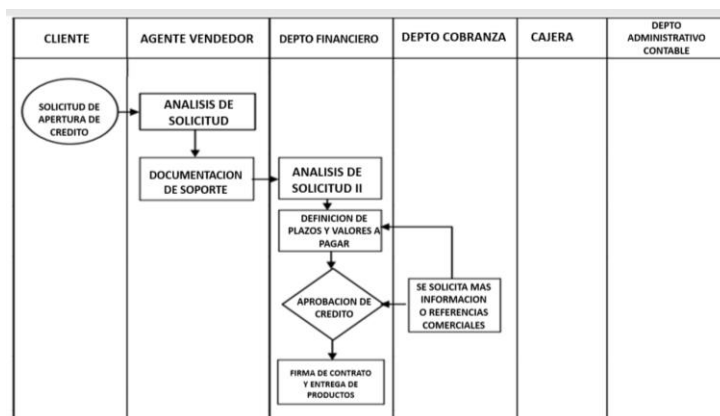 CLIENTE
AGENTE VENDEDOR
DEPTO FINANCIERO
DEPTO COBRANZA
CAJERA
DEPTO
ADMINISTRATIVO
CONTABLE
SOLICITUD DE
APERTURA DE
CREDITO
ANALISIS DE
SOLICITUD
DOCUMENTACION
DE SOPORTE
ANALISIS DE
SOLICITUD II
DEFINICION DE
PLAZOS Y VALORES A
PAGAR
APROBACION DE
CREDITO
SE SOLICITA MAS
INFORMACION
O REFERENCIAS
COMERCIALES
FIRMA DE CONTRATO
Y ENTREGA DE
PRODUCTOS